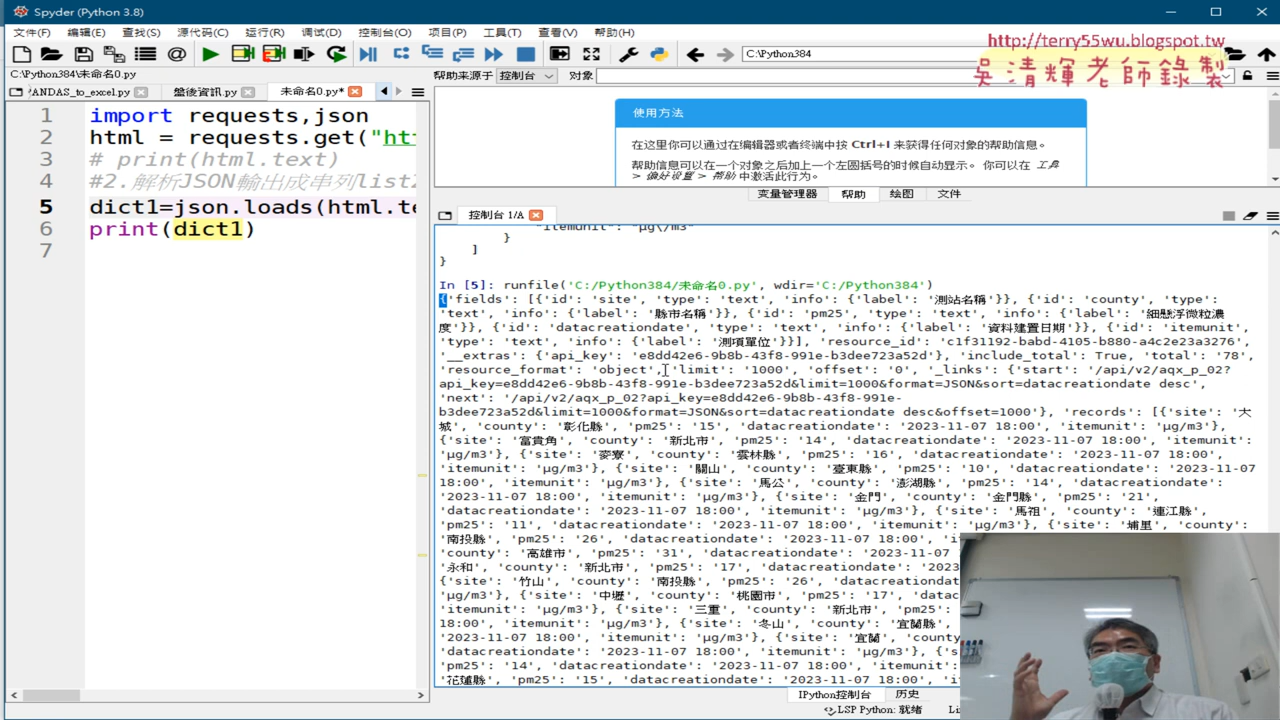 Spyder (Python 3.8)
文件(F) 编辑(E) 查找(S) 源代码(C) 运行(R) 调试(D) 控制台(O) 项目(P) 工具(T) 查看(V) 帮助(H)
http://terry55wu.blogspot.tw
吳清輝老師錄製
C:\Python384
C:\Python384\未命名0.py
帮助来源于 控制台 对象
ANDAS_to_excel.py 盤後資訊.py 未命名0.py*
1 import requests,json
2 html = requests.get("htt
3 # print(html.text)
4 #2.解析JSON輸出成串列list
5 dict1=json.loads(html.te
6 print(dict1)
7
使用方法
在这里你可以通过在编辑器或者终端中按 Ctrl+I 来获得任何对象的帮助信息。
帮助信息可以在一个对象之后加上一个左圆括号的时候自动显示。 你可以在 工具
> 偏好设置 > 帮助 中激活此行为。
变量管理器 帮助 绘图 文件
控制台 1/A
"itemunit": "μg\/m3"
}
]
}
In [5]: runfile('C:/Python384/未命名0.py', wdir='C:/Python384')
{'fields': [{'id': 'site', 'type': 'text', 'info': {'label': '測站名稱'}}, {'id': 'county', 'type':
'text', 'info': {'label': '縣市名稱'}}, {'id': 'pm25', 'type': 'text', 'info': {'label': '細懸浮微粒濃
度'}}, {'id': 'datacreationdate', 'type': 'text', 'info': {'label': '資料建置日期'}}, {'id': 'itemunit',
'type': 'text', 'info': {'label': '測項單位'}}], 'resource_id': 'c1f31192-babd-4105-b880-a4c2e23a3276',
'__extras': {'api_key': 'e8dd42e6-9b8b-43f8-991e-b3dee723a52d'}, 'include_total': True, 'total': '78',
'resource_format': 'object', 'limit': '1000', 'offset': '0', '_links': {'start': '/api/v2/aqx_p_02?
api_key=e8dd42e6-9b8b-43f8-991e-b3dee723a52d&limit=1000&format=JSON&sort=datacreationdate desc',
'next': '/api/v2/aqx_p_02?api_key=e8dd42e6-9b8b-43f8-991e-
b3dee723a52d&limit=1000&format=JSON&sort=datacreationdate desc&offset=1000'}, 'records': [{'site': '大
城', 'county': '彰化縣', 'pm25': '15', 'datacreationdate': '2023-11-07 18:00', 'itemunit': 'μg/m3'},
{'site': '富貴角', 'county': '新北市', 'pm25': '14', 'datacreationdate': '2023-11-07 18:00', 'itemunit':
'μg/m3'}, {'site': '麥寮', 'county': '雲林縣', 'pm25': '16', 'datacreationdate': '2023-11-07 18:00',
'itemunit': 'μg/m3'}, {'site': '關山', 'county': '臺東縣', 'pm25': '10', 'datacreationdate': '2023-11-07
18:00', 'itemunit': 'μg/m3'}, {'site': '馬公', 'county': '澎湖縣', 'pm25': '14', 'datacreationdate':
'2023-11-07 18:00', 'itemunit': 'μg/m3'}, {'site': '金門', 'county': '金門縣', 'pm25': '21',
'datacreationdate': '2023-11-07 18:00', 'itemunit': 'μg/m3'}, {'site': '馬祖', 'county': '連江縣',
'pm25': '11', 'datacreationdate': '2023-11-07 18:00', 'itemunit': 'μg/m3'}, {'site': '埔里', 'county':
'南投縣', 'pm25': '26', 'datacreationdate': '2023-11-07 18:00', 'it
'county': '高雄市', 'pm25': '31', 'datacreationdate': '2023-11-07
'永和', 'county': '新北市', 'pm25': '17', 'datacreationdate': '2023
{'site': '竹山', 'county': '南投縣', 'pm25': '26', 'datacreationdat
'site': '中壢', 'county': '桃園市', 'pm25': '17', 'datacreationdate
'itemunit': 'μg/m3'}, {'site': '三重', 'county': '新北市', 'pm25':
18:00', 'itemunit': 'μg/m3'}, {'site': '冬山', 'county': '宜蘭縣'
'2023-11-07 18:00', 'itemunit': 'μg/m3'}, {'site': '宜蘭', 'county
'datacreationdate': '2023-11-07 18:00', 'itemunit': 'μg/m3'}, {'s
'pm25': '14', 'datacreationdate': '2023-11-07 18:00', 'itemunit':
'花蓮縣', 'pm25': '15', 'datacreationdate': '2023-11-07 18:00', 'i
IPython控制台 历史
LSP Python: 就绪